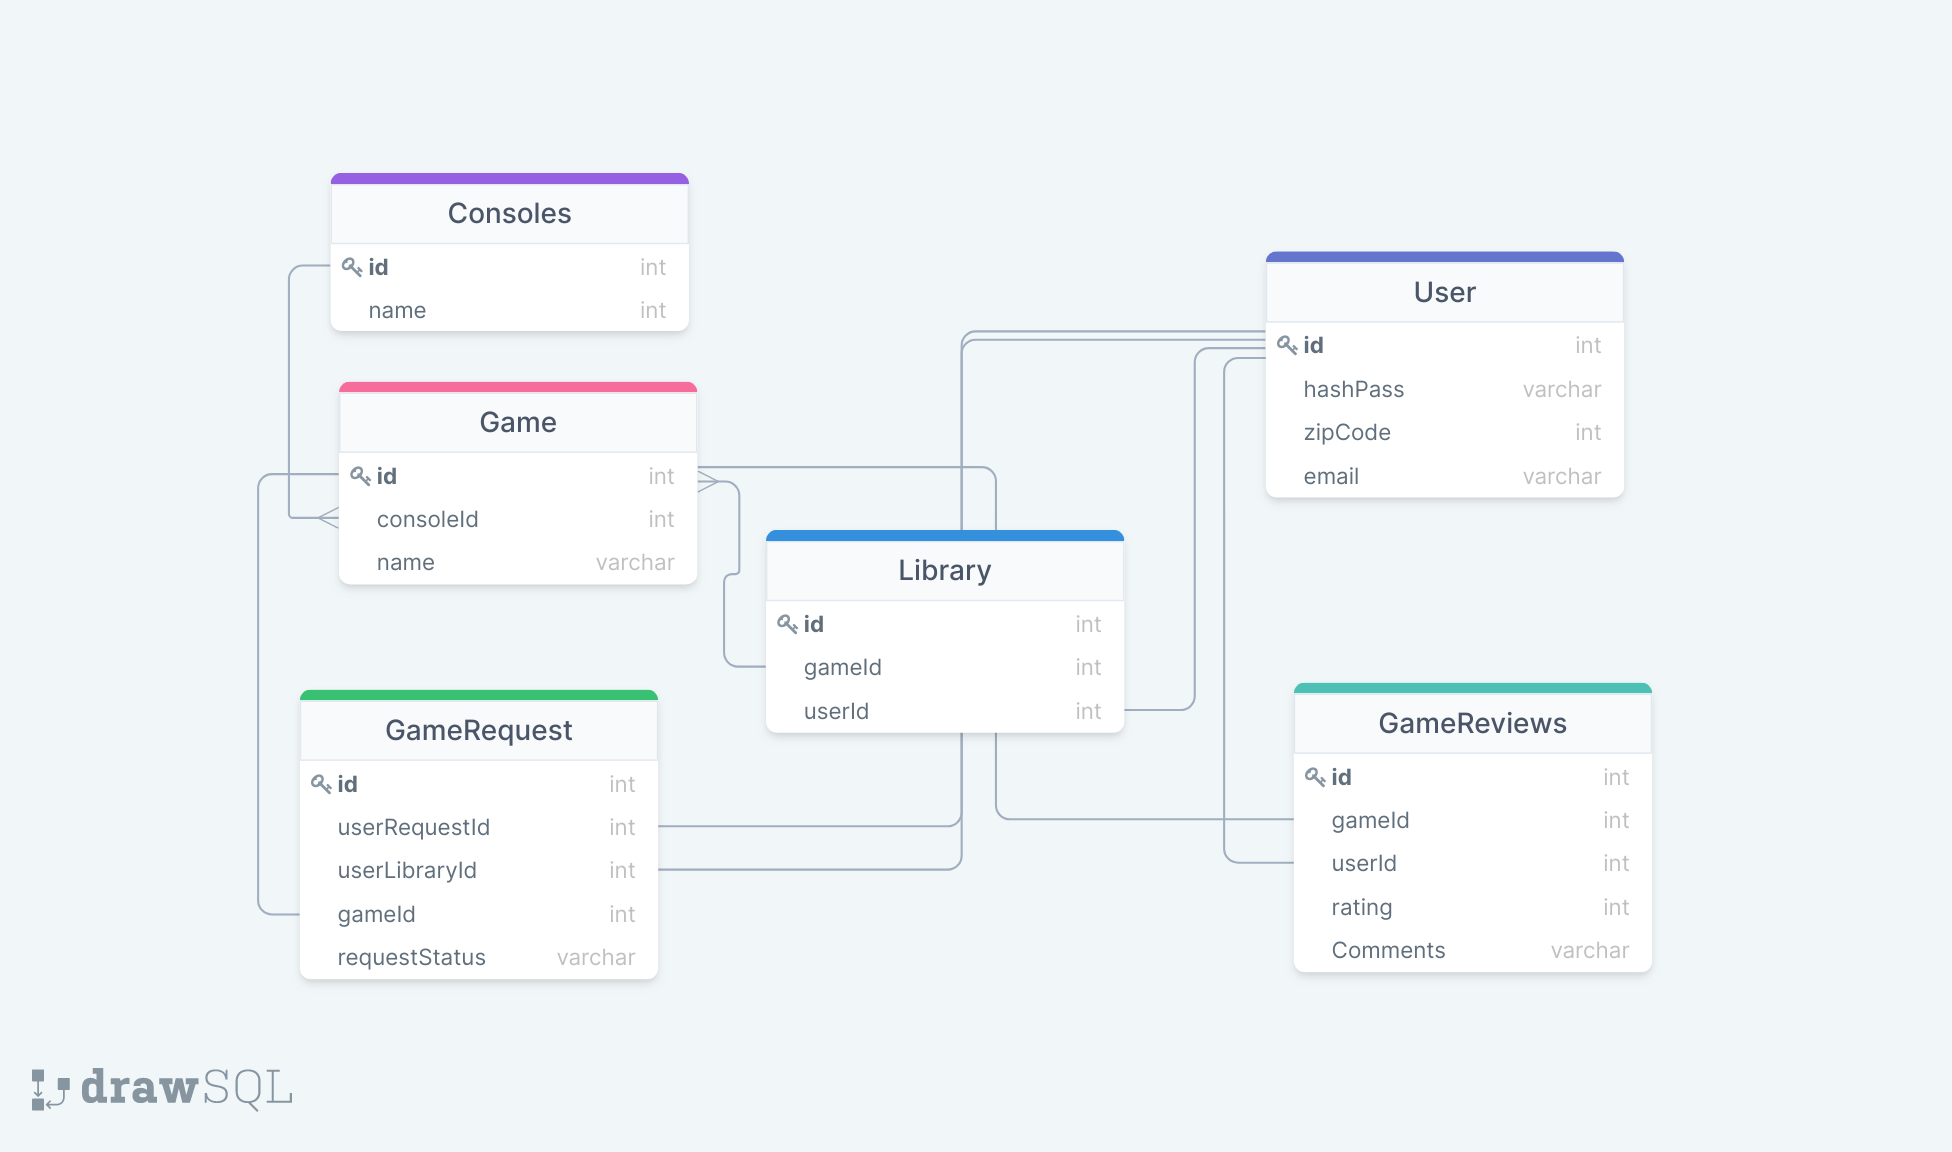 Consoles
id int
name int
Game
id int
consoleId int
name varchar
GameRequest
id int
userRequestId int
userLibraryId int
gameId int
requestStatus varchar
Library
id int
gameId int
userId int
User
id int
hashPass varchar
zipCode int
email varchar
GameReviews
id int
gameId int
userId int
rating int
Comments varchar
drawSQL